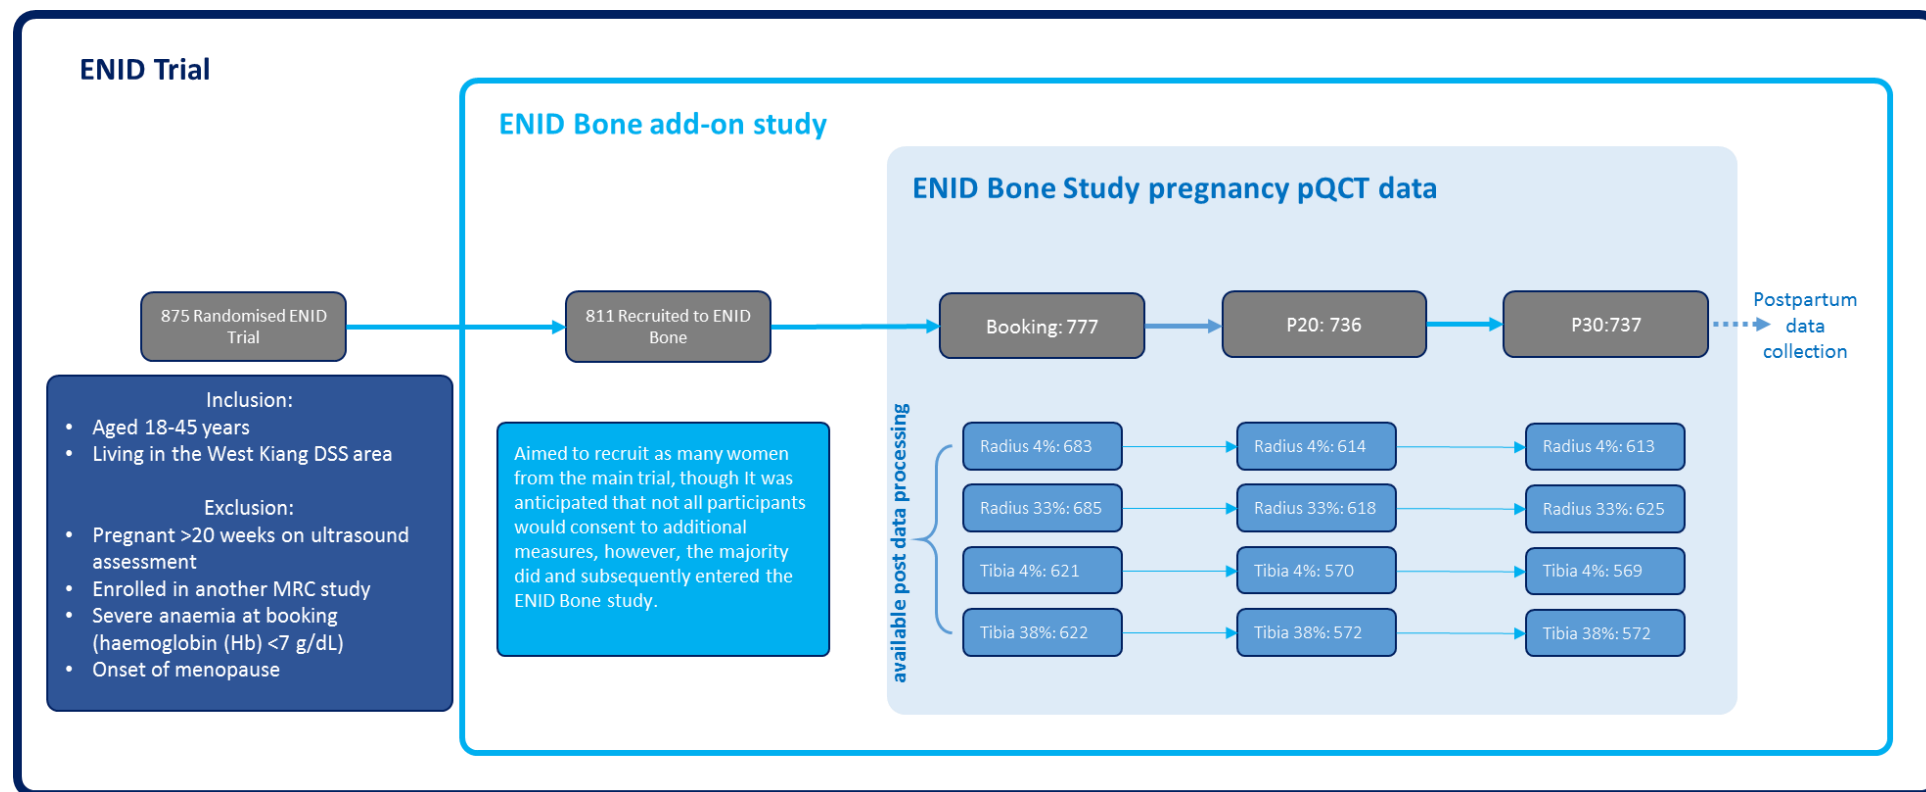 ENID Trial
ENID Bone add-on study
ENID Bone Study pregnancy pQCT data
875 Randomised ENID
Trial
811 Recruited to ENID
Bone
Booking: 777
P20: 736
P30:737
Postpartum
data
collection
Inclusion:
• Aged 18-45 years
• Living in the West Kiang DSS area
Exclusion:
• Pregnant >20 weeks on ultrasound
assessment
• Enrolled in another MRC study
• Severe anaemia at booking
(haemoglobin (Hb) <7 g/dL)
• Onset of menopause
Aimed to recruit as many women
from the main trial, though It was
anticipated that not all participants
would consent to additional
measures, however, the majority
did and subsequently entered the
ENID Bone study.
available post data processing
Radius 4%: 683
Radius 4%: 614
Radius 4%: 613
Radius 33%: 685
Radius 33%: 618
Radius 33%: 625
Tibia 4%: 621
Tibia 4%: 570
Tibia 4%: 569
Tibia 38%: 622
Tibia 38%: 572
Tibia 38%: 572